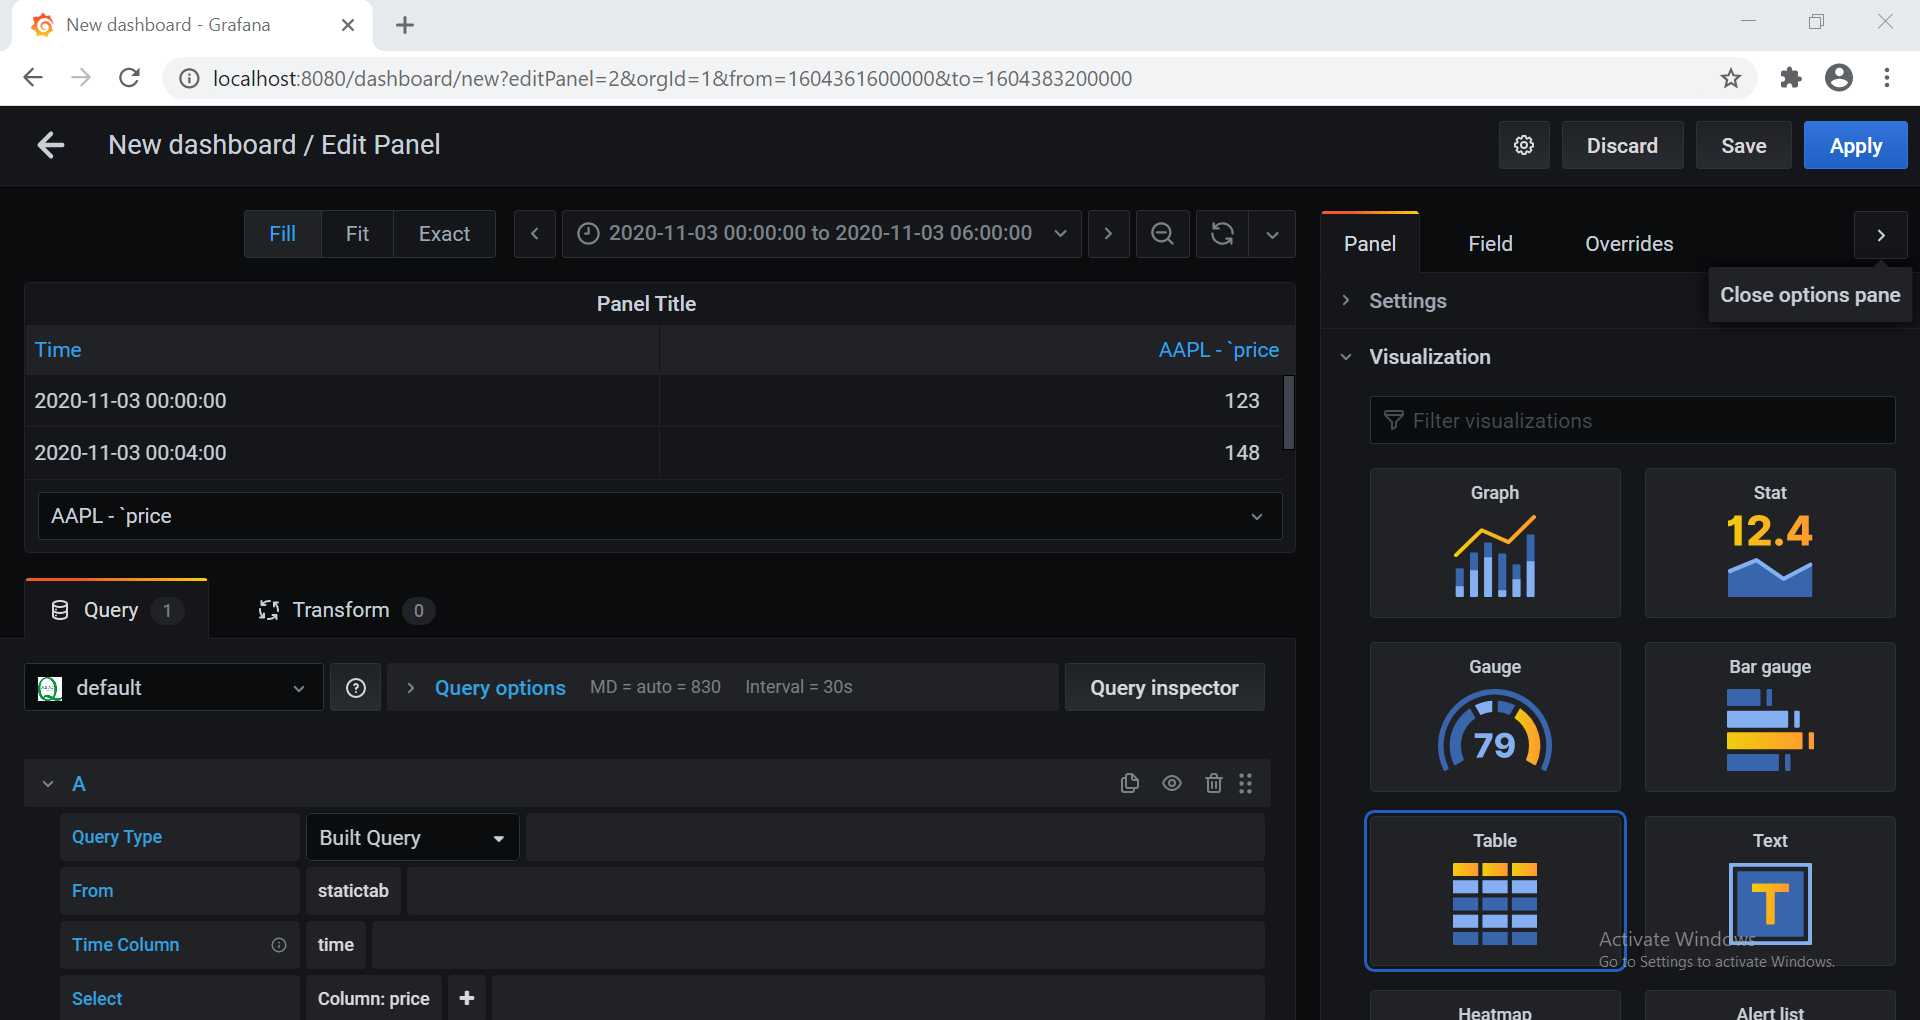 New dashboard - Grafana
localhost:8080/dashboard/new?editPanel=2&orgId=1&from=1604361600000&to=1604383200000
New dashboard / Edit Panel
Discard
Save
Apply
Fill
Fit
Exact
2020-11-03 00:00:00 to 2020-11-03 06:00:00
Panel
Field
Overrides
Close options pane
Settings
Panel Title
Time
AAPL - `price
2020-11-03 00:00:00
123
2020-11-03 00:04:00
148
AAPL - `price
Visualization
Filter visualizations
Graph
Stat
12.4
Gauge
79
Bar gauge
Table
Text
T
Heatmap
Alert list
Query 1
Transform 0
default
Query options
MD = auto = 830
Interval = 30s
Query inspector
A
Query Type
Built Query
From
statictab
Time Column
time
Select
Column: price
Activate Windows
Go to Settings to activate Windows.